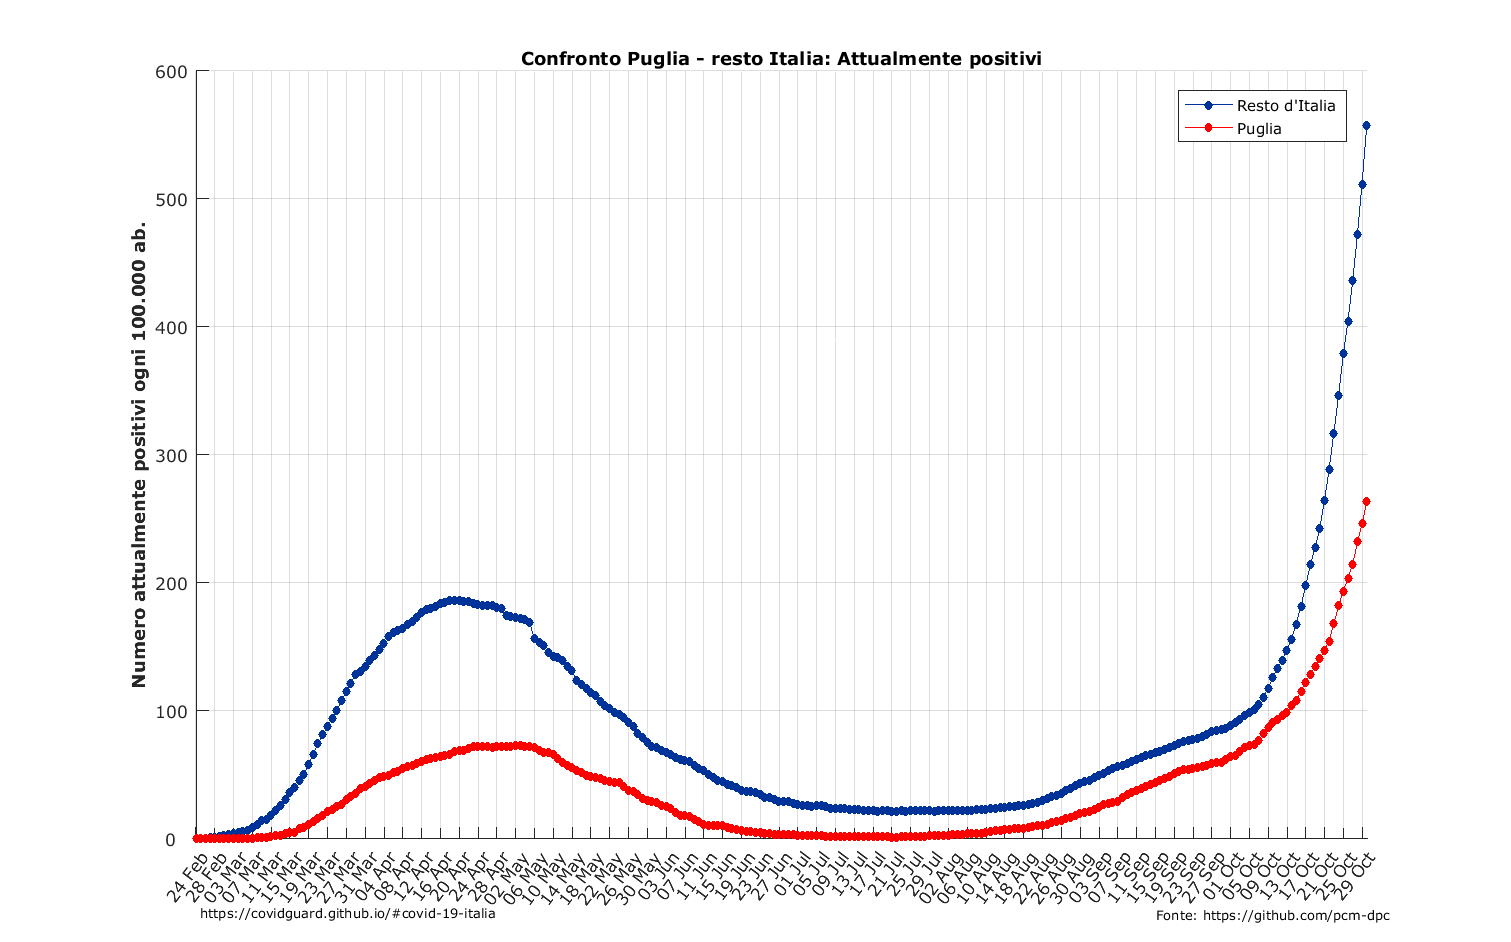 Confronto Puglia - resto Italia: Attualmente positivi
Numero attualmente positivi ogni 100.000 ab.
600
500
400
300
200
100
0
Resto d'Italia
Puglia
24 Feb
28 Feb
03 Mar
07 Mar
11 Mar
15 Mar
19 Mar
23 Mar
27 Mar
31 Mar
04 Apr
08 Apr
12 Apr
16 Apr
20 Apr
24 Apr
28 Apr
02 May
06 May
10 May
14 May
18 May
22 May
26 May
30 May
03 Jun
07 Jun
11 Jun
15 Jun
19 Jun
23 Jun
27 Jun
01 Jul
05 Jul
09 Jul
13 Jul
17 Jul
21 Jul
25 Jul
29 Jul
02 Aug
06 Aug
10 Aug
14 Aug
18 Aug
22 Aug
26 Aug
30 Aug
03 Sep
07 Sep
11 Sep
15 Sep
19 Sep
23 Sep
27 Sep
01 Oct
05 Oct
09 Oct
13 Oct
17 Oct
21 Oct
25 Oct
29 Oct
https://covidguard.github.io/#covid-19-italia
Fonte: https://github.com/pcm-dpc